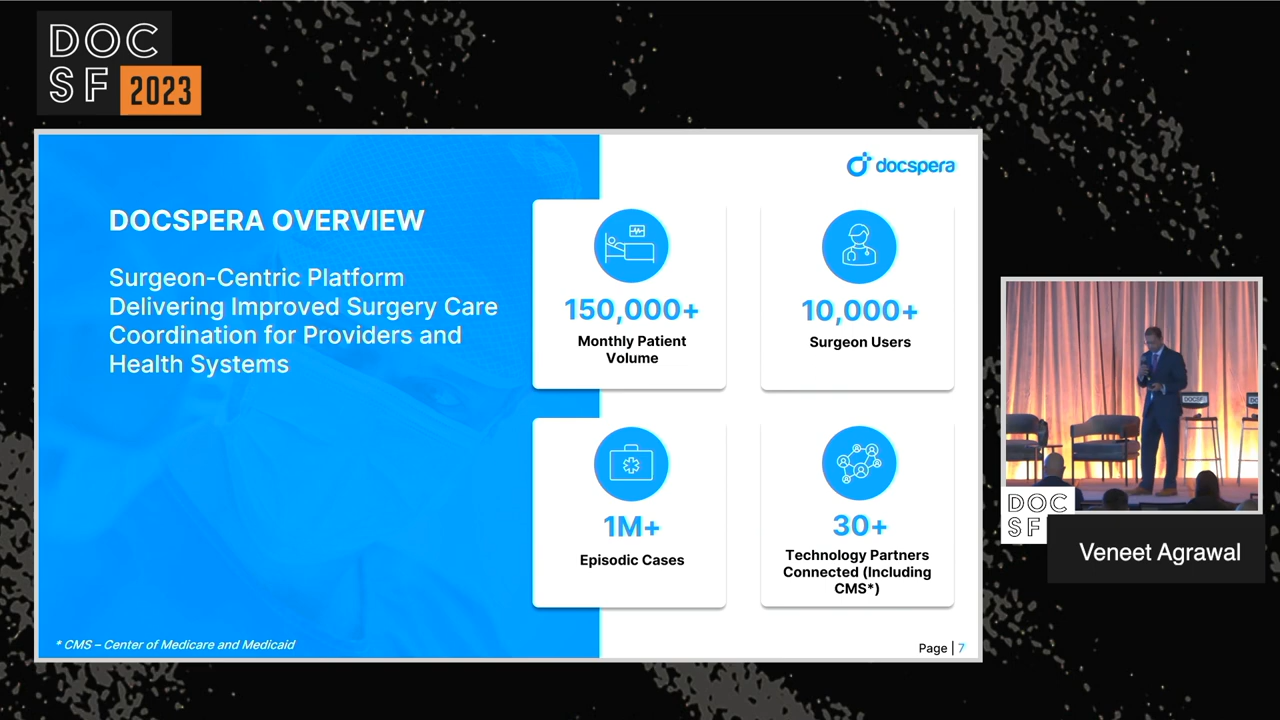 DOC
SF 2023
docspera
DOCSPERA OVERVIEW
Surgeon-Centric Platform
Delivering Improved Surgery Care
Coordination for Providers and
Health Systems
150,000+
Monthly Patient
Volume
10,000+
Surgeon Users
1M+
Episodic Cases
30+
Technology Partners
Connected (Including
CMS*)
* CMS – Center of Medicare and Medicaid
Page | 7
DOCSF
DOC
SF
Veneet Agrawal